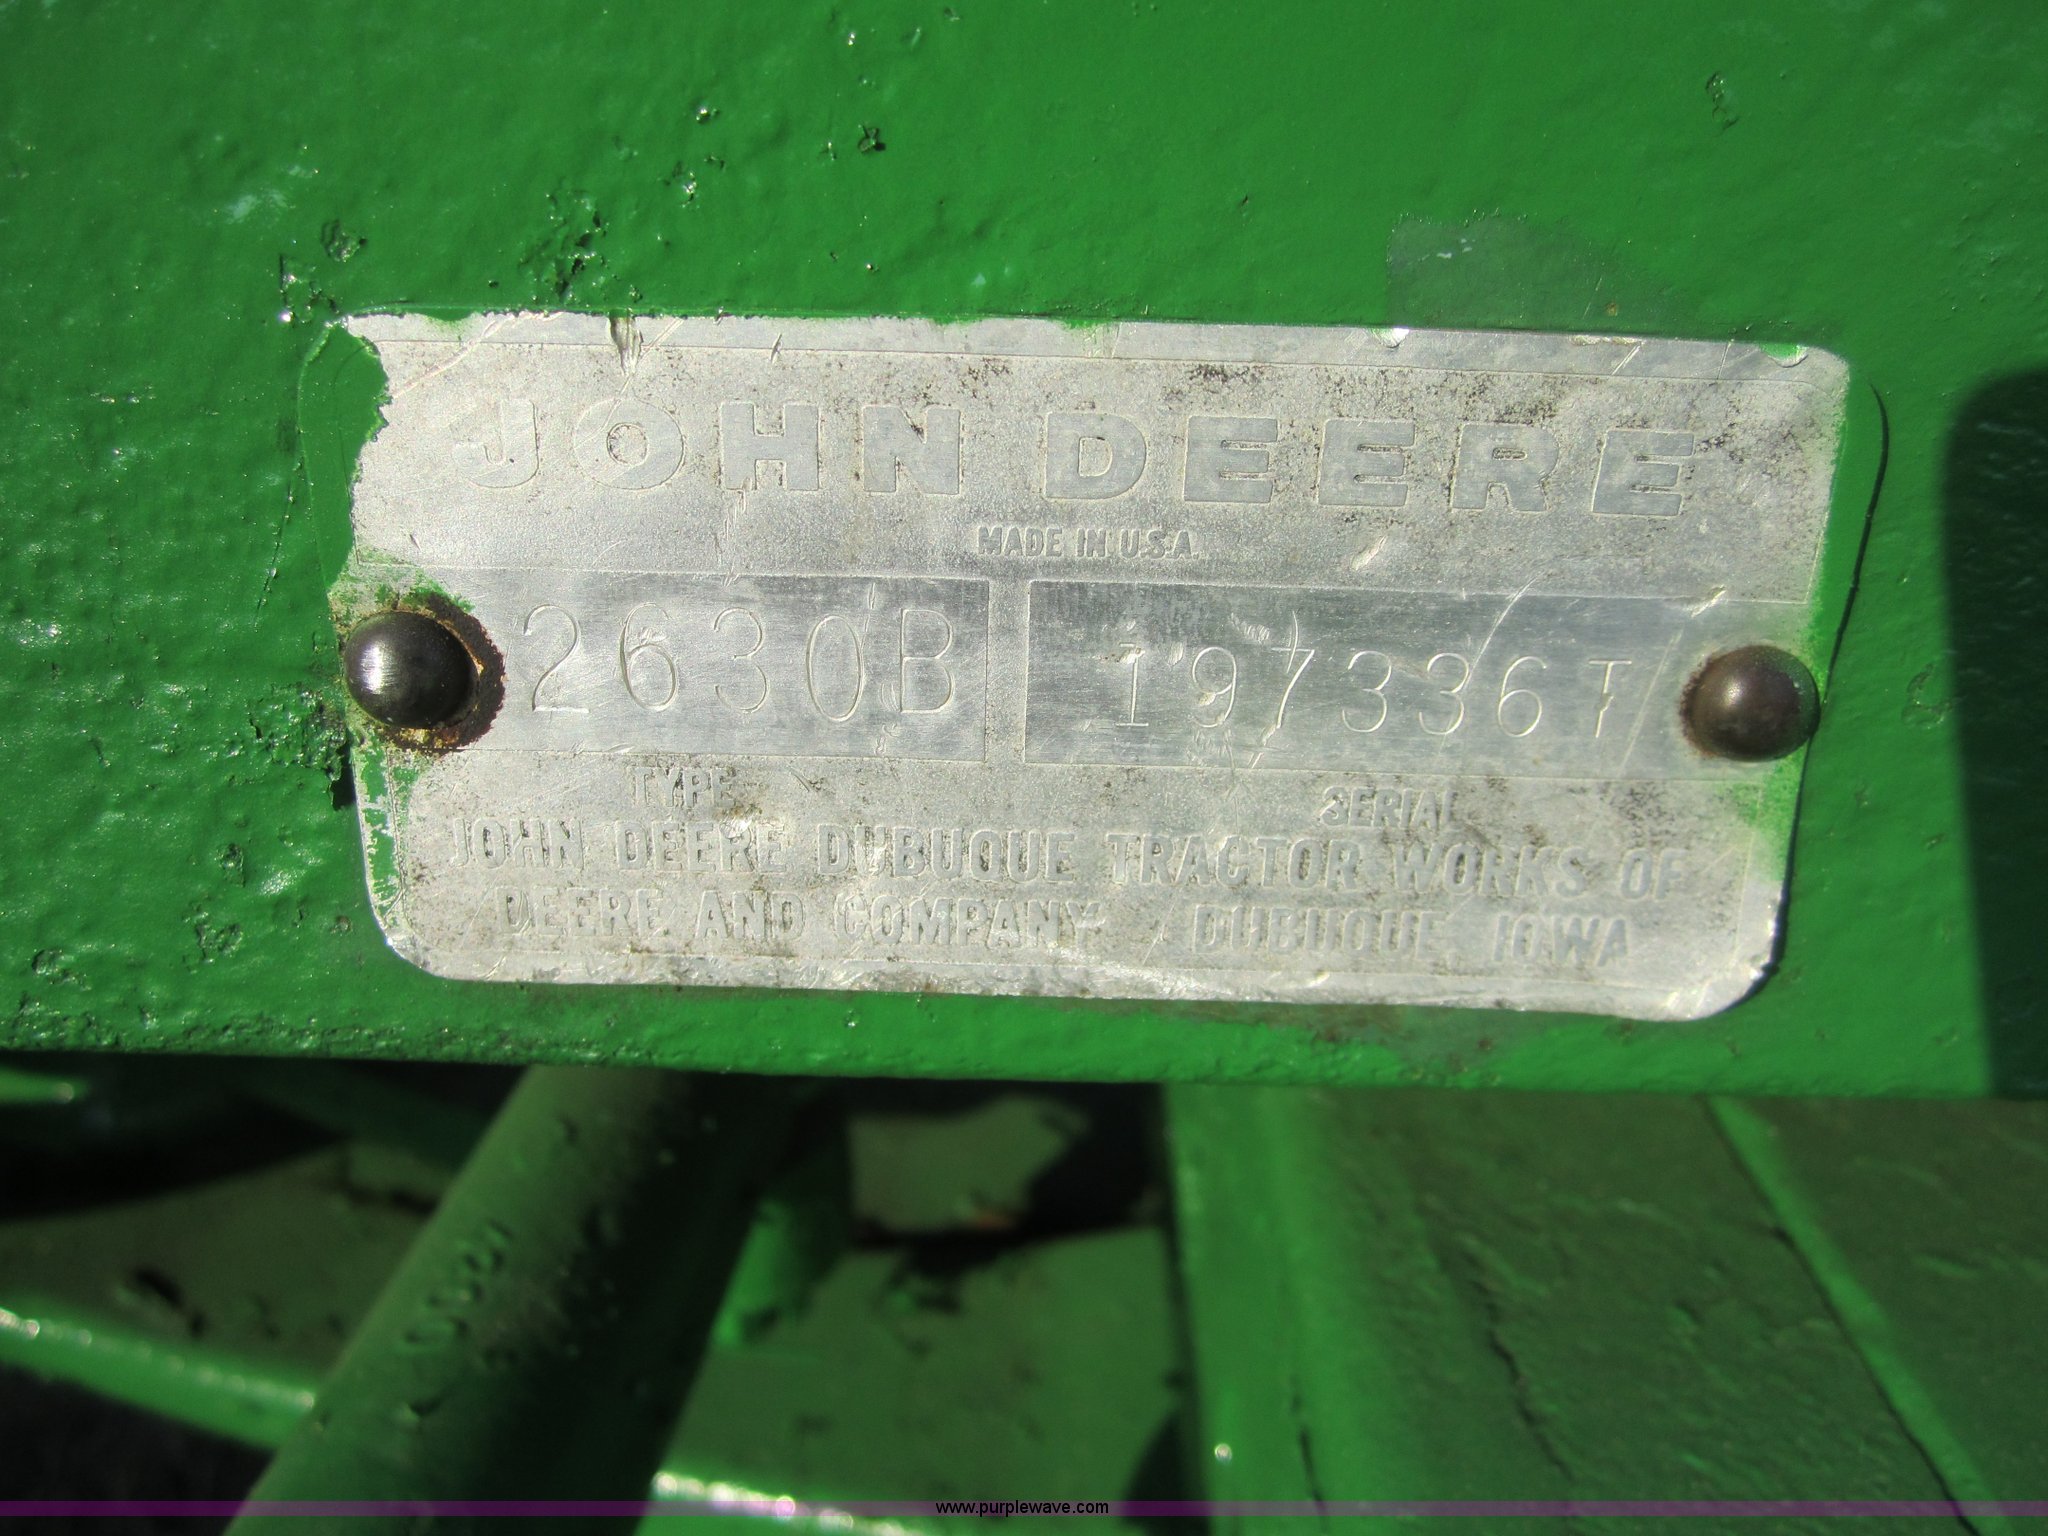 JOHN DEERE
MADE IN U.S.A.
2630B 197336T
TYPE SERIAL
JOHN DEERE DUBUQUE TRACTOR WORKS OF
DEERE AND COMPANY DUBUQUE, IOWA
www.purplewave.com